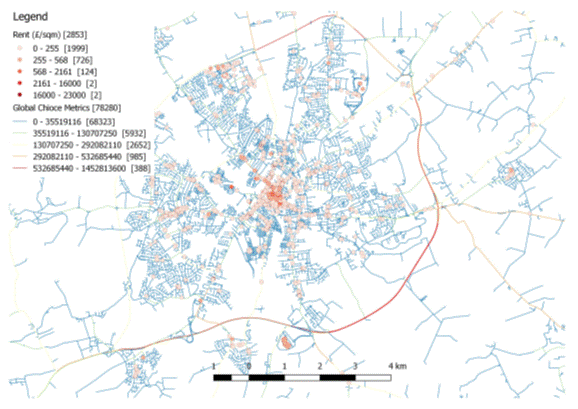 Legend
Rent (£/sqm) [2853]
0 - 255 [1999]
255 - 568 [726]
568 - 2161 [124]
2161 - 16000 [2]
16000 - 23000 [2]
Global Chioce Metrics [78280]
0 - 35519116 [68323]
35519116 - 130707250 [5932]
130707250 - 292082110 [2652]
292082110 - 532685440 [985]
532685440 - 1452813600 [388]
1 0 1 2 3 4 km